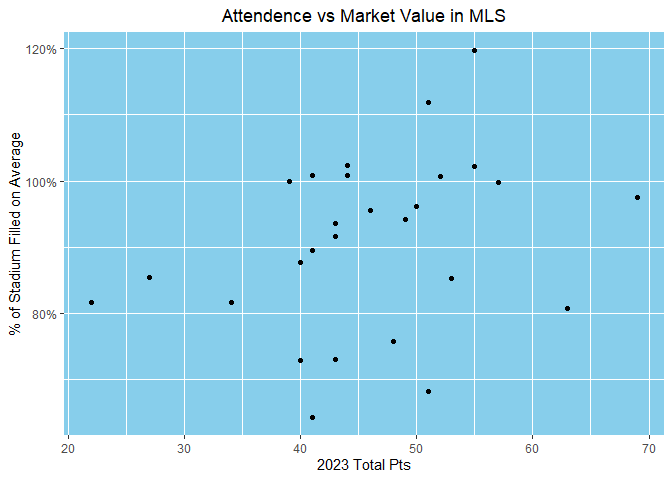 Attendence vs Market Value in MLS
% of Stadium Filled on Average
120%
100%
80%
20 30 40 50 60 70
2023 Total Pts